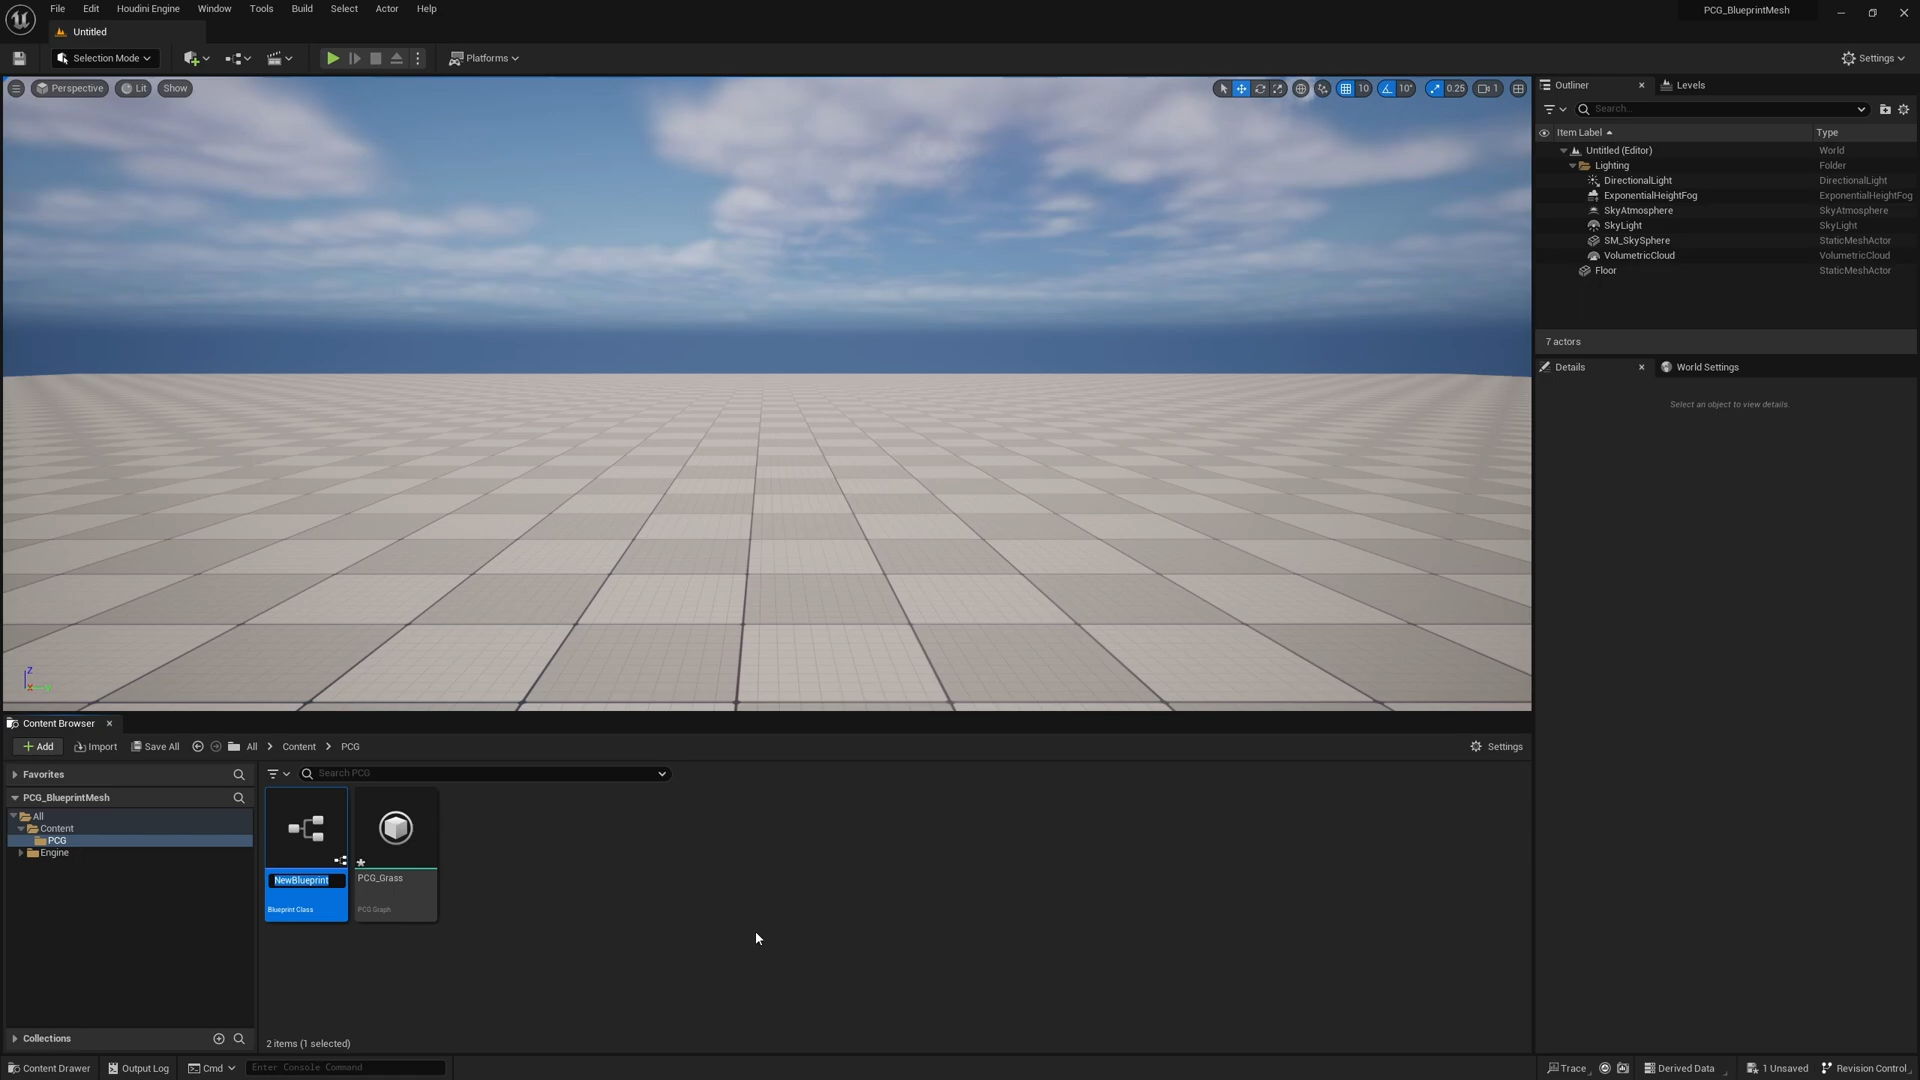 File Edit View Window Houdini Engine Window Tools Build Select Actor Help
PCG_BlueprintMesh
Untitled
Selection Mode
Platforms
Settings
Perspective
Lit
Show
10
10°
0.25
1
Outliner
Levels
Search...
Item Label
Type
Untitled (Editor)
World
Lighting
Folder
DirectionalLight
DirectionalLight
ExponentialHeightFog
ExponentialHeightFog
SkyAtmosphere
SkyAtmosphere
SkyLight
SkyLight
SM_SkySphere
StaticMeshActor
VolumetricCloud
VolumetricCloud
Floor
StaticMeshActor
7 actors
Details
World Settings
Select an object to view details.
Z
X
Y
Content Browser
Add
Import
Save All
All
Content
PCG
Settings
Favorites
Search PCG
PCG_BlueprintMesh
All
Content
PCG
Engine
NewBlueprint
Blueprint Class
PCG_Grass
PCG Graph
Collections
2 items (1 selected)
Content Drawer
Output Log
Cmd
Enter Console Command
Trace
Derived Data
1 Unsaved
Revision Control